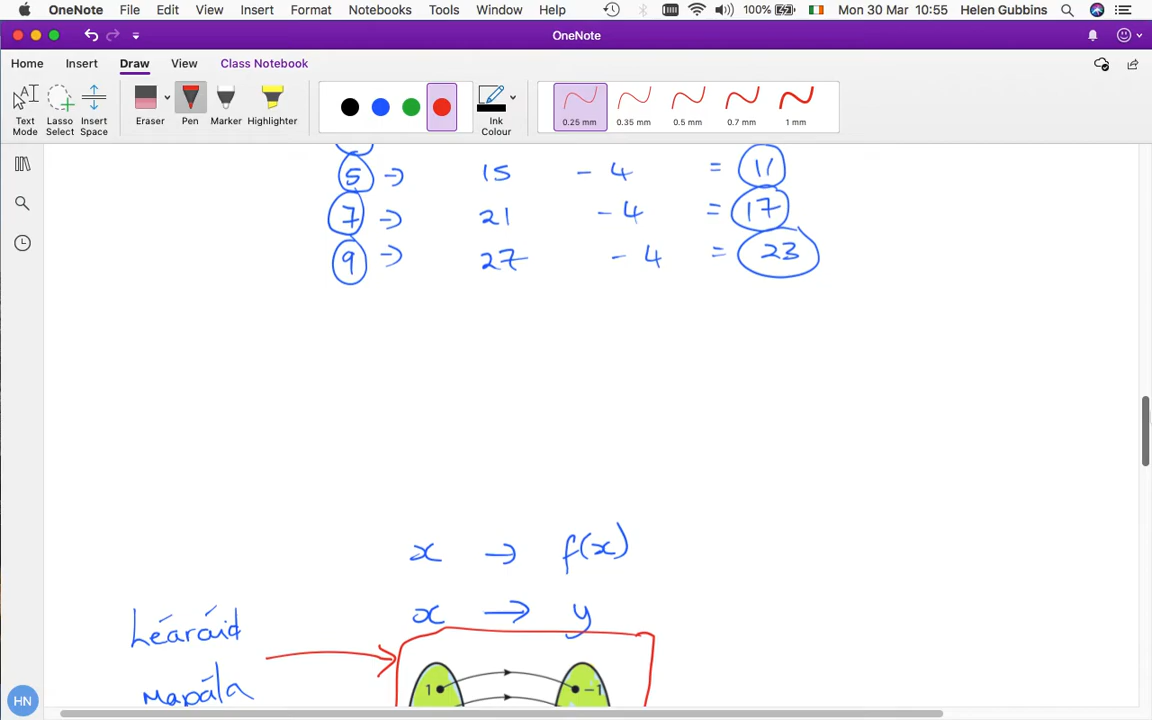 OneNote File Edit View Insert Format Notebooks Tools Window Help 100% Mon 30 Mar 10:55 Helen Gubbins
OneNote
Home Insert Draw View Class Notebook
Text Mode
Lasso Select
Insert Space
Eraser
Pen
Marker
Highlighter
Ink Colour
0.25 mm 0.35 mm 0.5 mm 0.7 mm 1 mm
5 → 15 - 4 = 11
7 → 21 - 4 = 17
9 → 27 - 4 = 23
x → f(x)
x → y
Léaráid
mapála
1 -1
HN